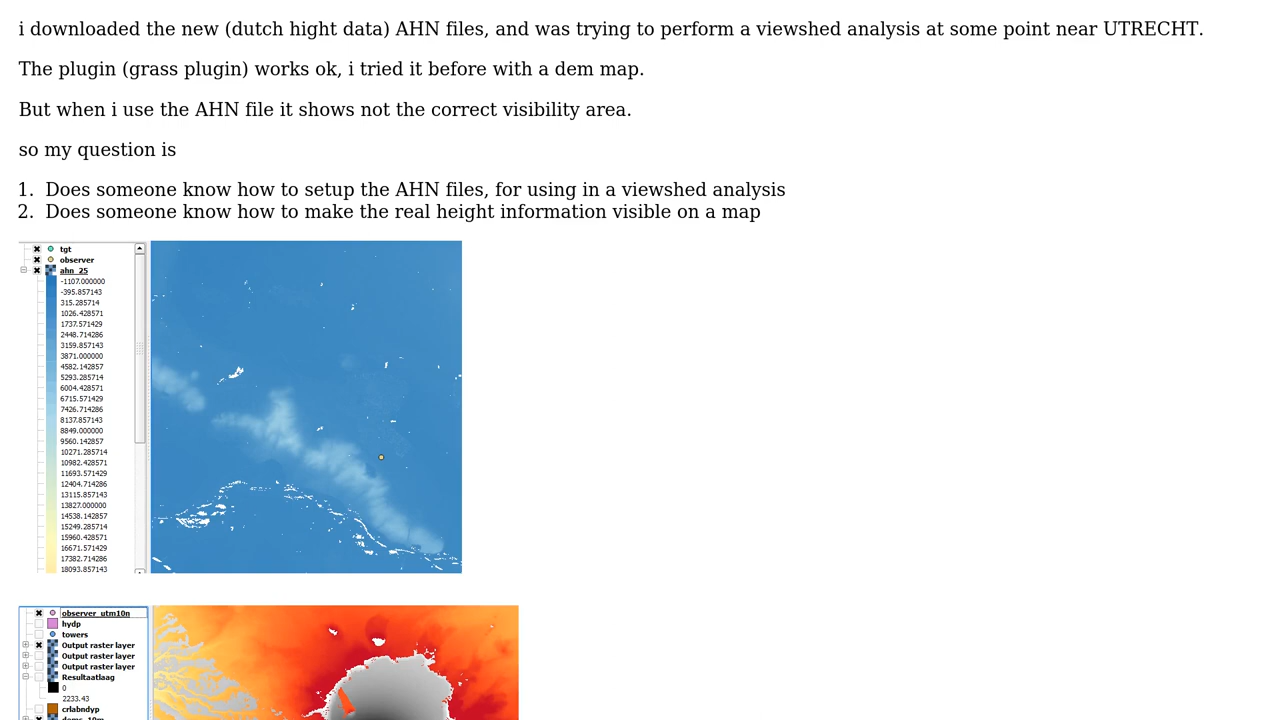 i downloaded the new (dutch hight data) AHN files, and was trying to perform a viewshed analysis at some point near UTRECHT.
The plugin (grass plugin) works ok, i tried it before with a dem map.
But when i use the AHN file it shows not the correct visibility area.
so my question is
1. Does someone know how to setup the AHN files, for using in a viewshed analysis
2. Does someone know how to make the real height information visible on a map
tgt
observer
ahn_25
-1107.000000
-395.857143
315.285714
1026.428571
1737.571429
2448.714286
3159.857143
3871.000000
4582.142857
5293.285714
6004.428571
6715.571429
7426.714286
8137.857143
8849.000000
9560.142857
10271.285714
10982.428571
11693.571429
12404.714286
13115.857143
13827.000000
14538.142857
15249.285714
15960.428571
16671.571429
17382.714286
18093.857143
observer_utm10n
hydp
towers
Output raster layer
Output raster layer
Output raster layer
Resultaatlaag
0
2233.43
crlabndyp
dems_10m